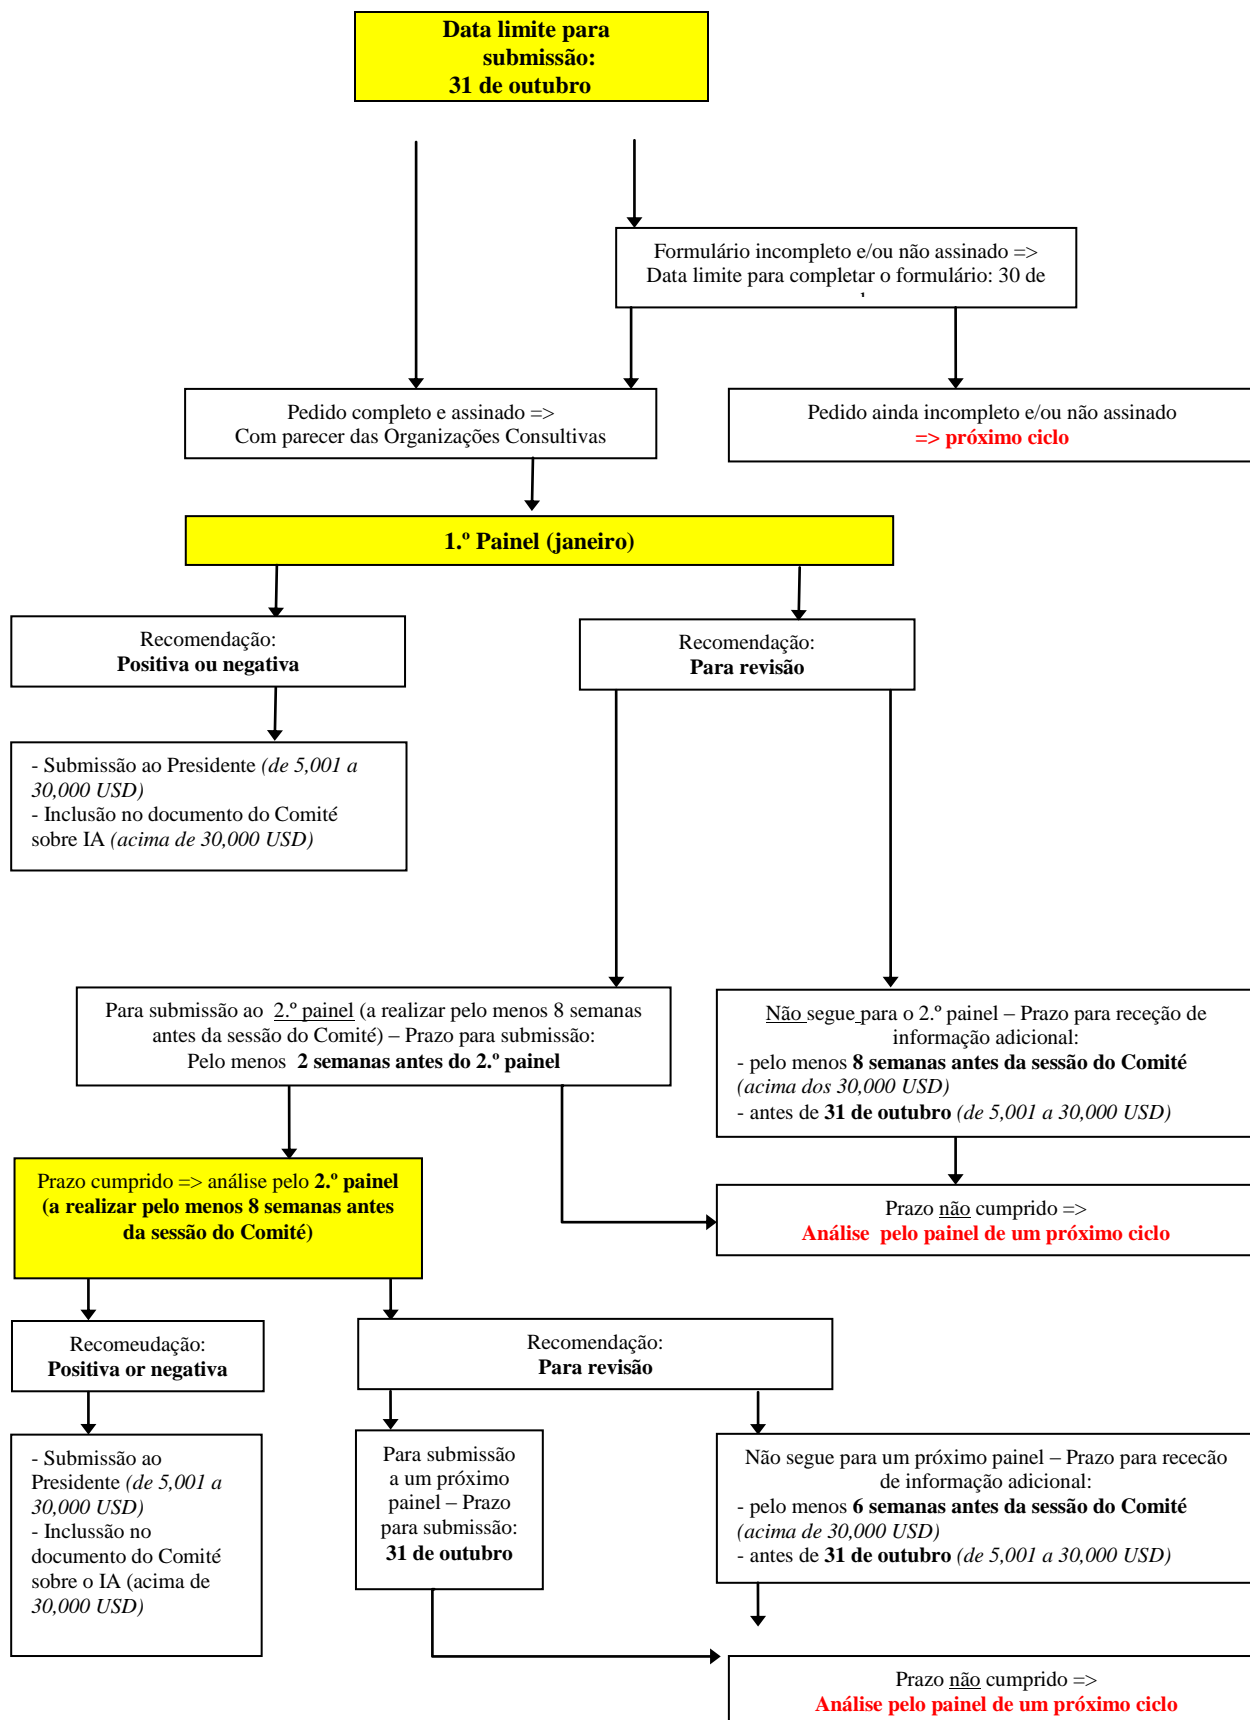 Data limite para
submissão:
31 de outubro
Formulário incompleto e/ou não assinado =>
Data limite para completar o formulário: 30 de
Pedido completo e assinado =>
Com parecer das Organizações Consultivas
Pedido ainda incompleto e/ou não assinado
=> próximo ciclo
1.º Painel (janeiro)
Recomendação:
Positiva ou negativa
Recomendação:
Para revisão
- Submissão ao Presidente (de 5,001 a
30,000 USD)
- Inclusão no documento do Comité
sobre IA (acima de 30,000 USD)
Para submissão ao 2.º painel (a realizar pelo menos 8 semanas
antes da sessão do Comité) – Prazo para submissão:
Pelo menos 2 semanas antes do 2.º painel
Não segue para o 2.º painel – Prazo para receção de
informação adicional:
- pelo menos 8 semanas antes da sessão do Comité
(acima dos 30,000 USD)
- antes de 31 de outubro (de 5,001 a 30,000 USD)
Prazo cumprido => análise pelo 2.º painel
(a realizar pelo menos 8 semanas antes
da sessão do Comité)
Prazo não cumprido =>
Análise pelo painel de um próximo ciclo
Recomeudação:
Positiva or negativa
Recomendação:
Para revisão
- Submissão ao
Presidente (de 5,001 a
30,000 USD)
- Inclussão no
documento do Comité
sobre o IA (acima de
30,000 USD)
Para submissão
a um próximo
painel – Prazo
para submissão:
31 de outubro
Não segue para um próximo painel – Prazo para rececão
de informação adicional:
- pelo menos 6 semanas antes da sessão do Comité
(acima de 30,000 USD)
- antes de 31 de outubro (de 5,001 a 30,000 USD)
Prazo não cumprido =>
Análise pelo painel de um próximo ciclo